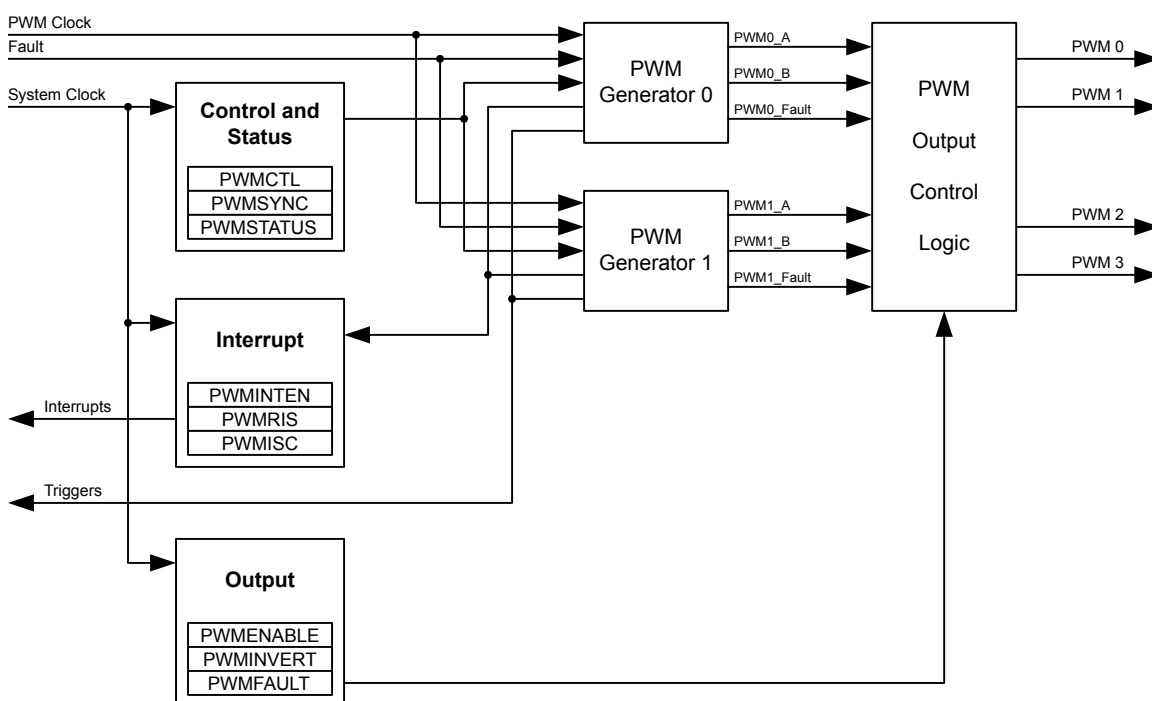 PWM Clock
Fault
System Clock
Control and
Status
PWMCTL
PWMSYNC
PWMSTATUS
Interrupt
PWMINTEN
PWMRIS
PWMISC
Interrupts
Triggers
Output
PWMENABLE
PWMINVERT
PWMFAULT
PWM
Generator 0
PWM0_A
PWM0_B
PWM0_Fault
PWM
Generator 1
PWM1_A
PWM1_B
PWM1_Fault
PWM
Output
Control
Logic
PWM 0
PWM 1
PWM 2
PWM 3